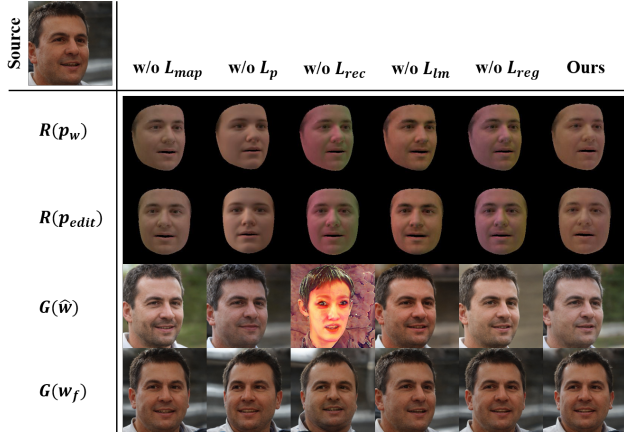 Source
w/o L_map w/o L_p w/o L_rec w/o L_lm w/o L_reg Ours
R(p_w)
R(p_edit)
G(ŵ)
G(w_f)